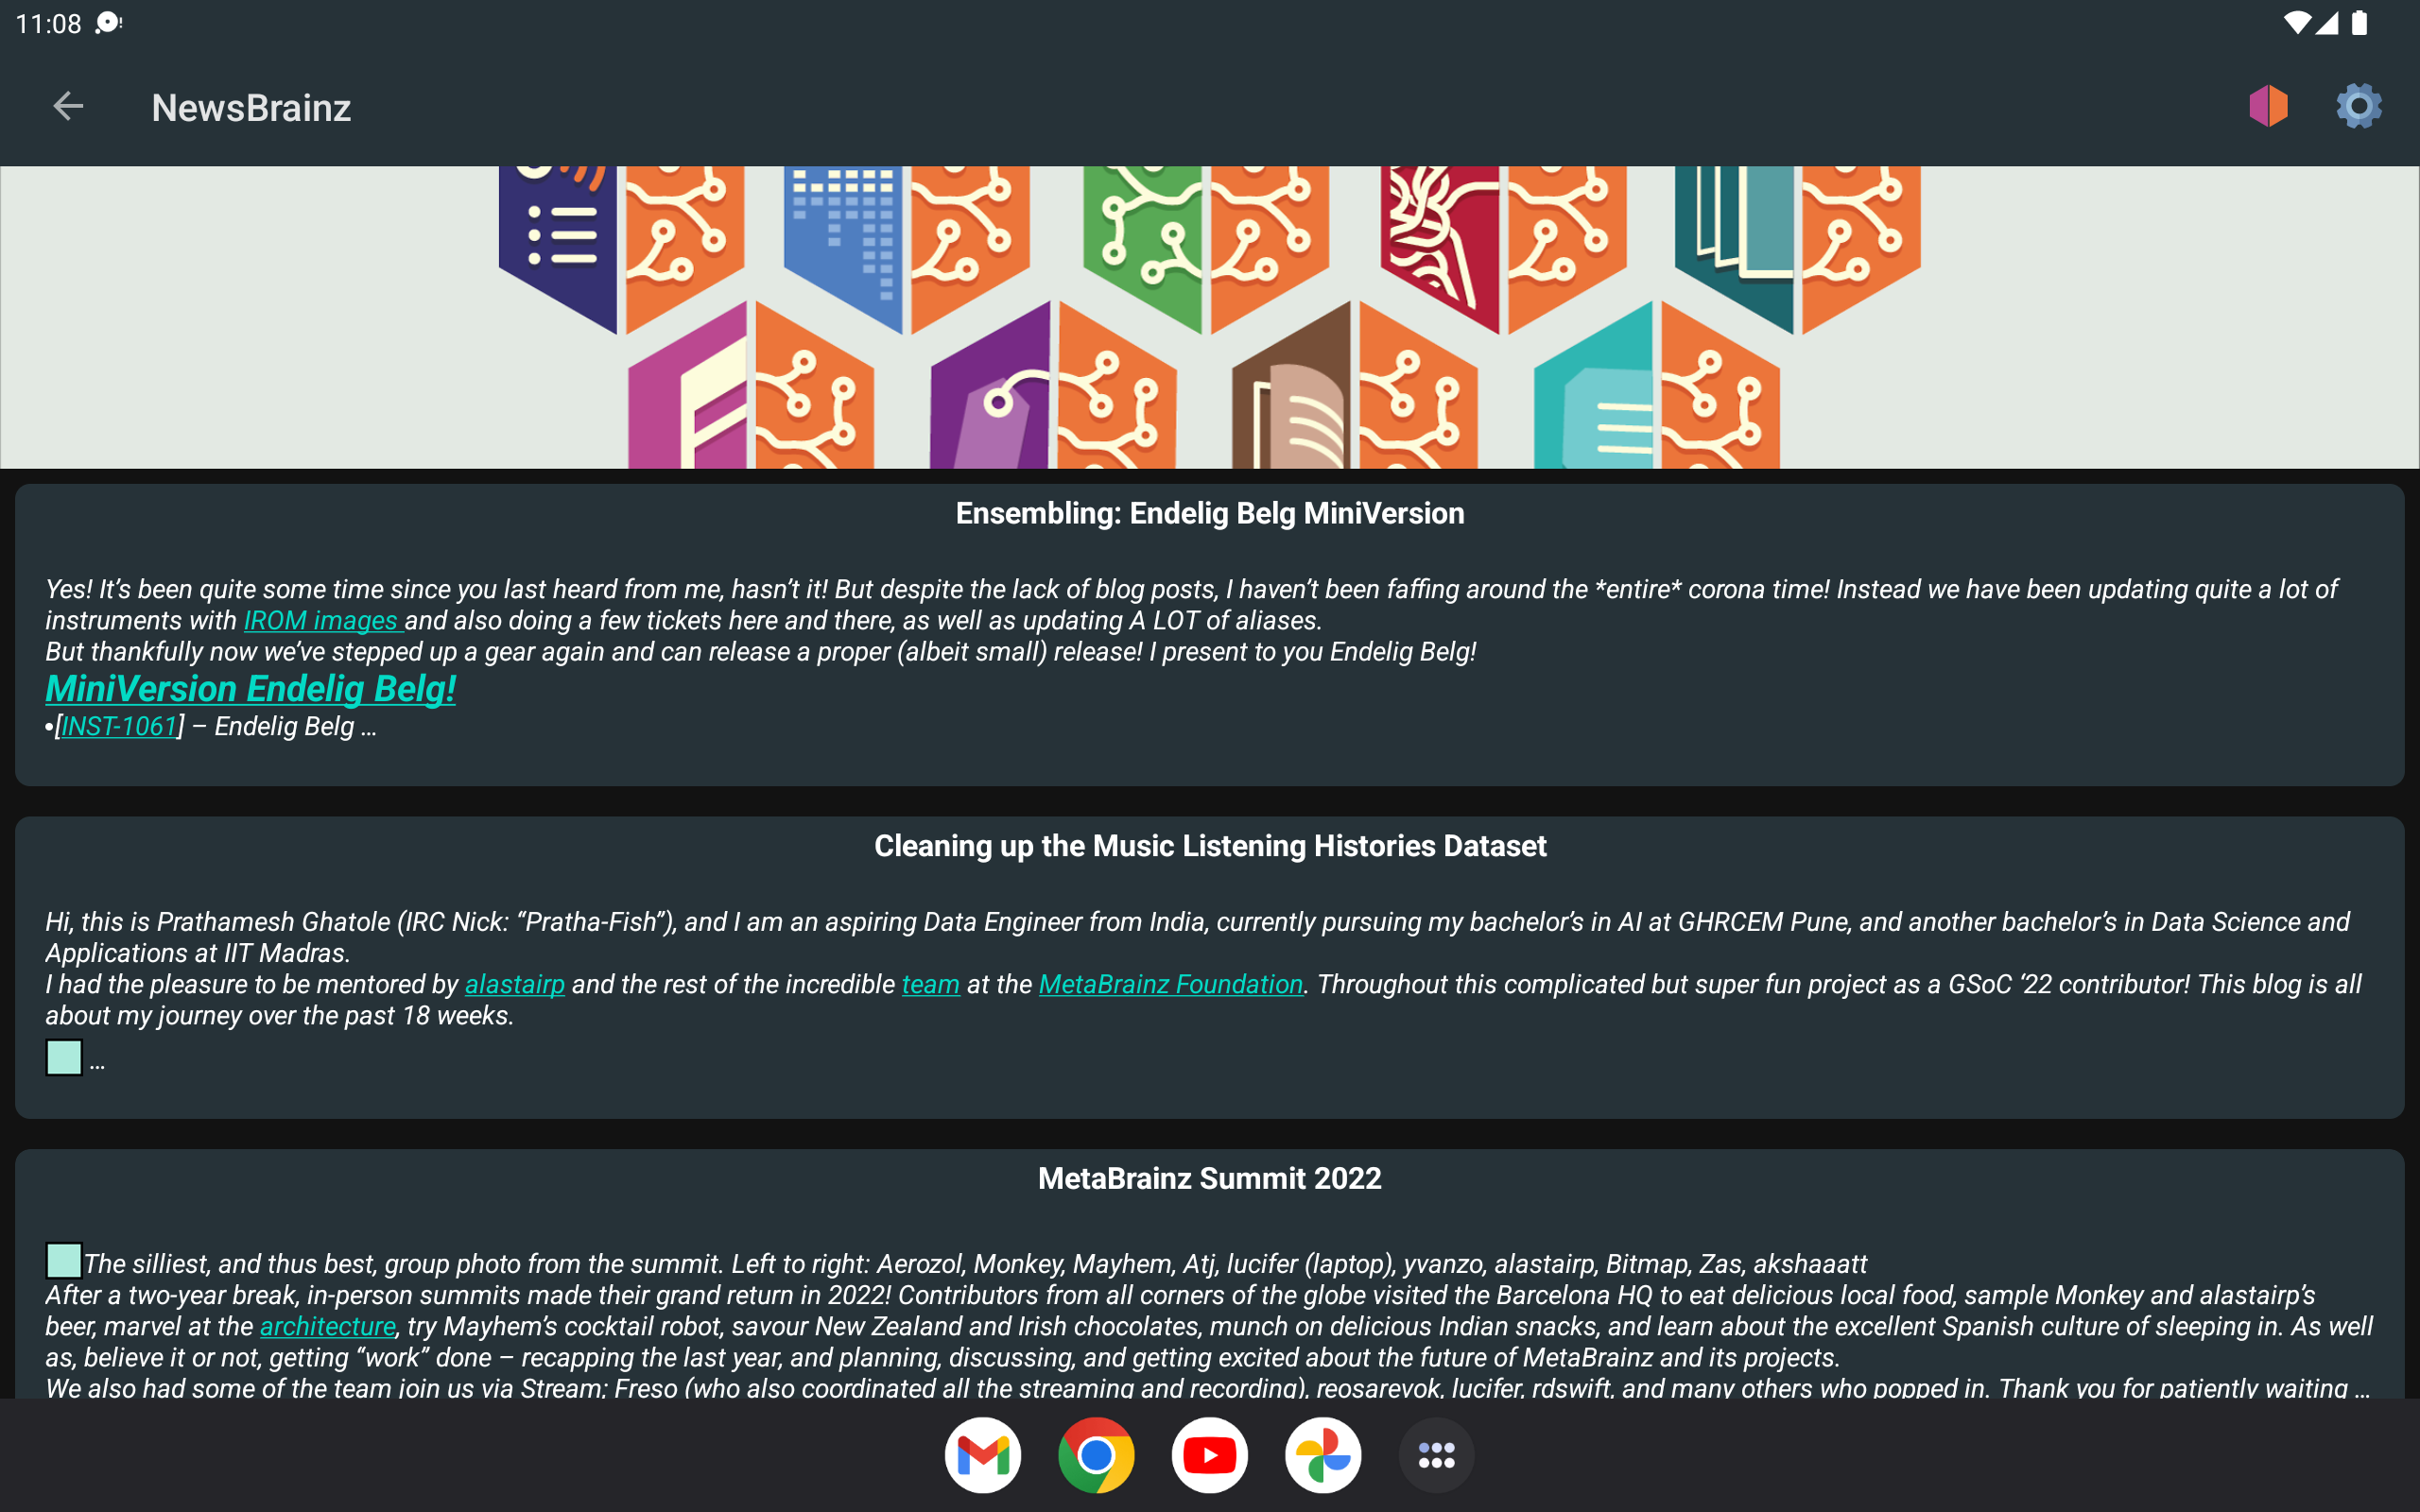 11:08
NewsBrainz
Ensembling: Endelig Belg MiniVersion
Yes! It’s been quite some time since you last heard from me, hasn’t it! But despite the lack of blog posts, I haven’t been faffing around the *entire* corona time! Instead we have been updating quite a lot of
instruments with IROM images and also doing a few tickets here and there, as well as updating A LOT of aliases.
But thankfully now we’ve stepped up a gear again and can release a proper (albeit small) release! I present to you Endelig Belg!
MiniVersion Endelig Belg!
•[INST-1061] – Endelig Belg …
Cleaning up the Music Listening Histories Dataset
Hi, this is Prathamesh Ghatole (IRC Nick: “Pratha-Fish”), and I am an aspiring Data Engineer from India, currently pursuing my bachelor’s in AI at GHRCEM Pune, and another bachelor’s in Data Science and
Applications at IIT Madras.
I had the pleasure to be mentored by alastairp and the rest of the incredible team at the MetaBrainz Foundation. Throughout this complicated but super fun project as a GSoC ‘22 contributor! This blog is all
about my journey over the past 18 weeks.
…
MetaBrainz Summit 2022
The silliest, and thus best, group photo from the summit. Left to right: Aerozol, Monkey, Mayhem, Atj, lucifer (laptop), yvanzo, alastairp, Bitmap, Zas, akshaaatt
After a two-year break, in-person summits made their grand return in 2022! Contributors from all corners of the globe visited the Barcelona HQ to eat delicious local food, sample Monkey and alastairp’s
beer, marvel at the architecture, try Mayhem’s cocktail robot, savour New Zealand and Irish chocolates, munch on delicious Indian snacks, and learn about the excellent Spanish culture of sleeping in. As well
as, believe it or not, getting “work” done – recapping the last year, and planning, discussing, and getting excited about the future of MetaBrainz and its projects.
We also had some of the team join us via Stream; Freso (who also coordinated all the streaming and recording), reosarevok, lucifer, rdswift, and many others who popped in. Thank you for patiently waiting …